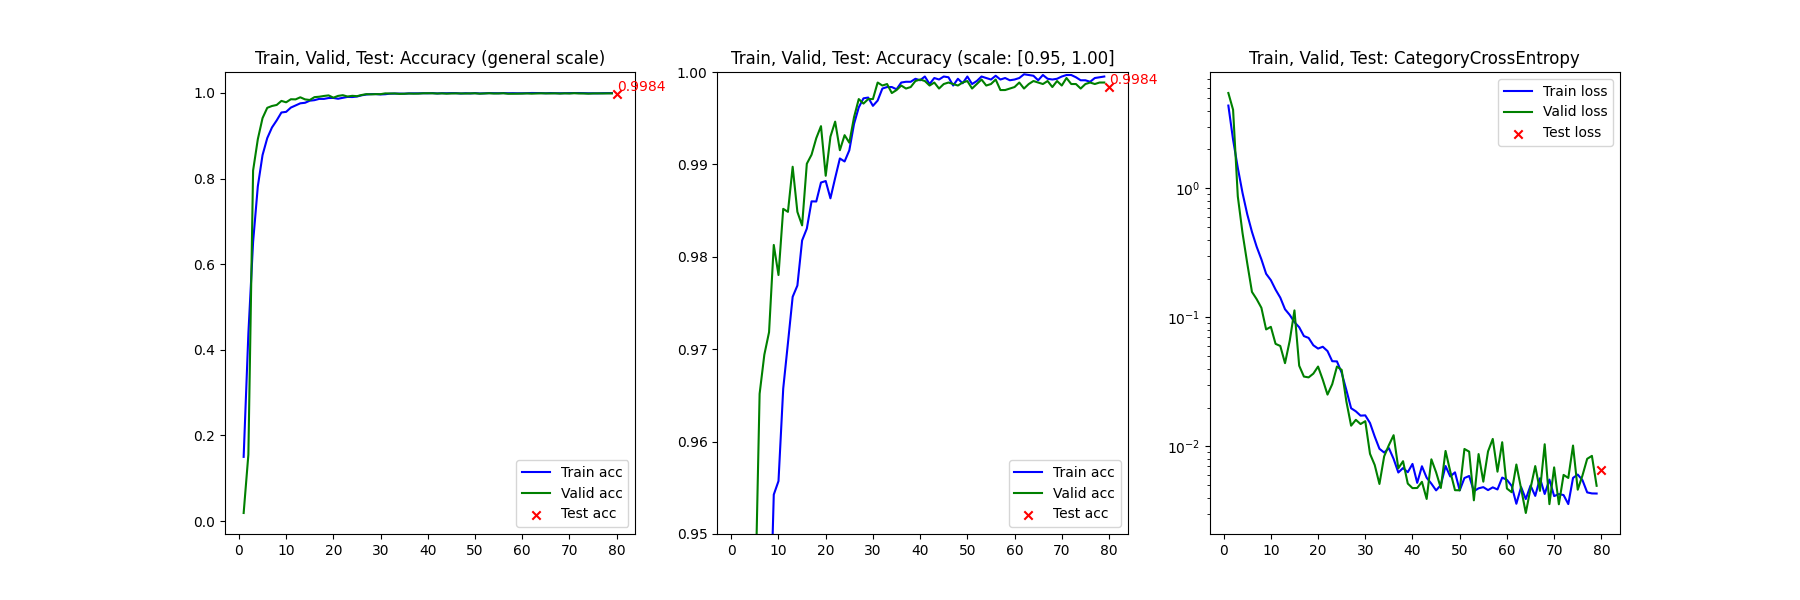 Train, Valid, Test: Accuracy (general scale)
1.0
0.8
0.6
0.4
0.2
0.0
0 10 20 30 40 50 60 70 80
0.9984
Train acc
Valid acc
Test acc
Train, Valid, Test: Accuracy (scale: [0.95, 1.00]
1.00
0.99
0.98
0.97
0.96
0.95
0 10 20 30 40 50 60 70 80
0.9984
Train acc
Valid acc
Test acc
Train, Valid, Test: CategoryCrossEntropy
10⁰
10⁻¹
10⁻²
0 10 20 30 40 50 60 70 80
Train loss
Valid loss
Test loss